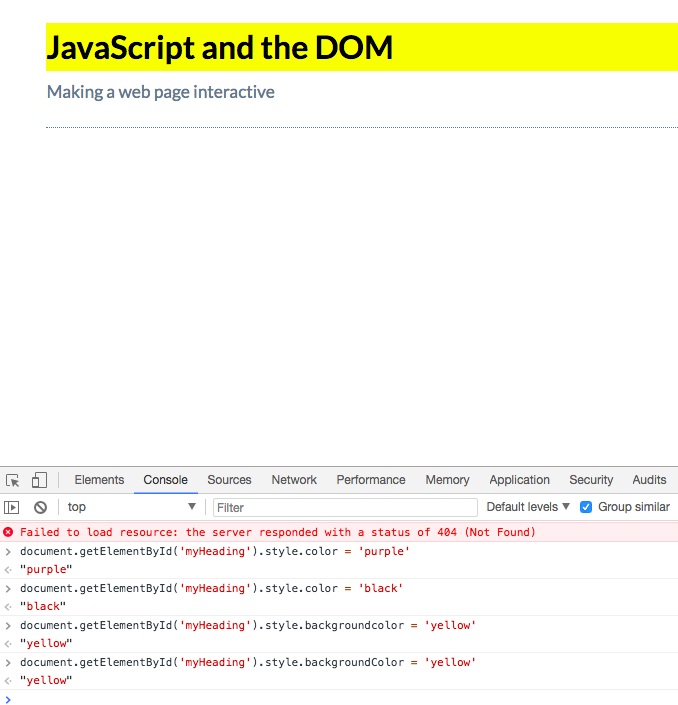 JavaScript and the DOM
Making a web page interactive
Elements Console Sources Network Performance Memory Application Security Audits
top Filter Default levels Group similar
Failed to load resource: the server responded with a status of 404 (Not Found)
document.getElementById('myHeading').style.color = 'purple'
"purple"
document.getElementById('myHeading').style.color = 'black'
"black"
document.getElementById('myHeading').style.backgroundcolor = 'yellow'
"yellow"
document.getElementById('myHeading').style.backgroundColor = 'yellow'
"yellow"